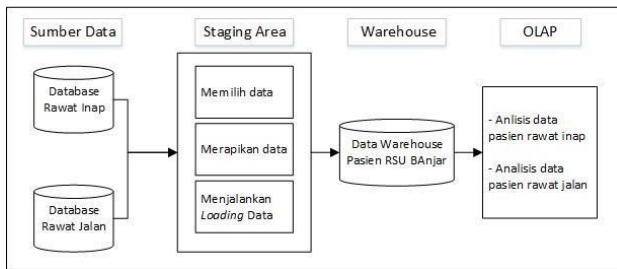 Sumber Data
Staging Area
Warehouse
OLAP
Database
Rawat Inap
Database
Rawat Jalan
Memilih data
Merapikan data
Menjalankan
Loading Data
Data Warehouse
Pasien RSU BAnjar
- Anlisis data
pasien rawat inap
- Analisis data
pasien rawat jalan